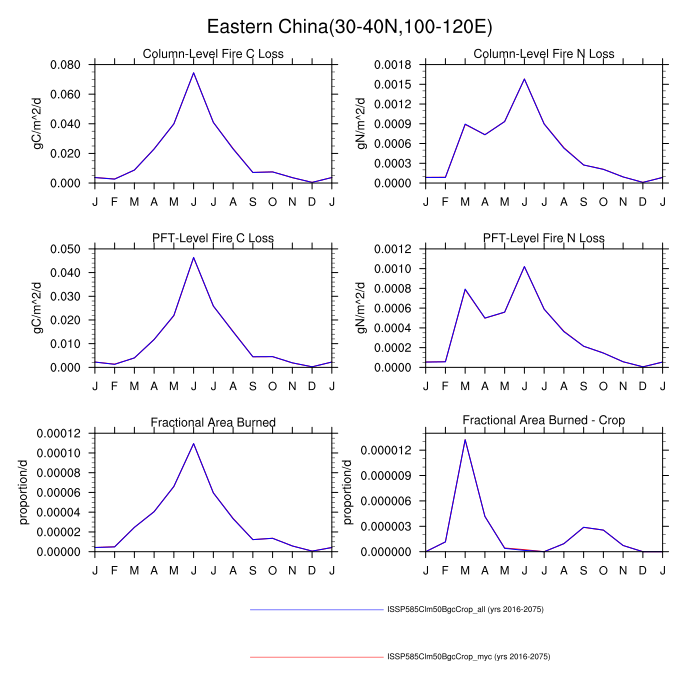 Eastern China(30-40N,100-120E)
Column-Level Fire C Loss
gC/m^2/d
0.080
0.060
0.040
0.020
0.000
J F M A M J J A S O N D J
Column-Level Fire N Loss
gN/m^2/d
0.0018
0.0015
0.0012
0.0009
0.0006
0.0003
0.0000
J F M A M J J A S O N D J
PFT-Level Fire C Loss
gC/m^2/d
0.050
0.040
0.030
0.020
0.010
0.000
J F M A M J J A S O N D J
PFT-Level Fire N Loss
gN/m^2/d
0.0012
0.0010
0.0008
0.0006
0.0004
0.0002
0.0000
J F M A M J J A S O N D J
Fractional Area Burned
proportion/d
0.00012
0.00010
0.00008
0.00006
0.00004
0.00002
0.00000
J F M A M J J A S O N D J
Fractional Area Burned - Crop
proportion/d
0.000012
0.000009
0.000006
0.000003
0.000000
J F M A M J J A S O N D J
ISSP585Clm50BgcCrop_all (yrs 2016-2075)
ISSP585Clm50BgcCrop_myc (yrs 2016-2075)